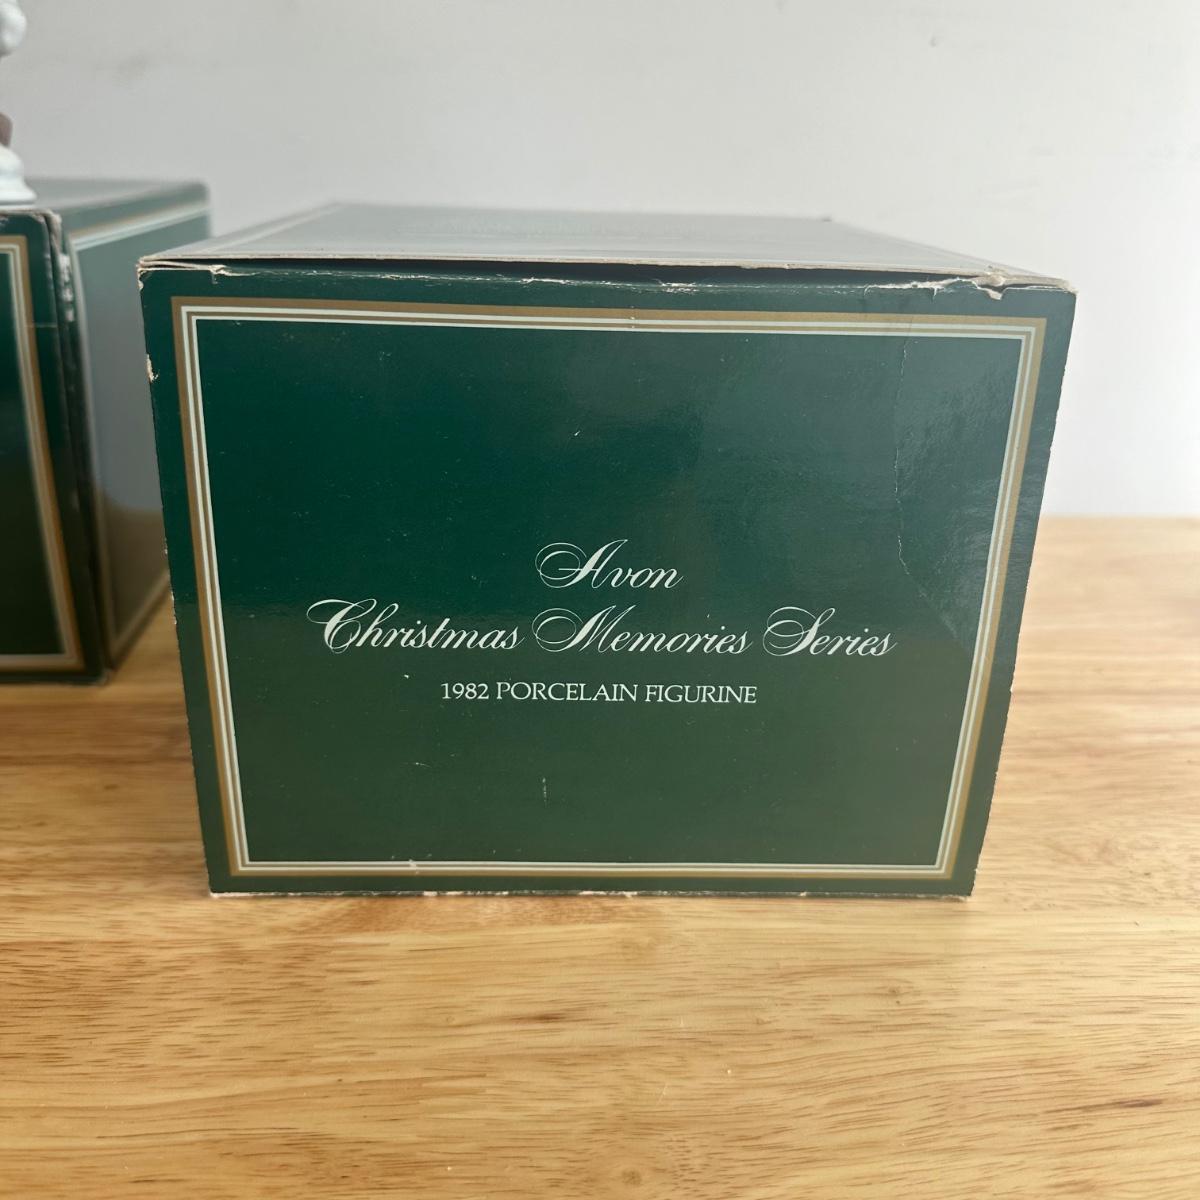 Avon
Christmas Memories Series
1982 PORCELAIN FIGURINE